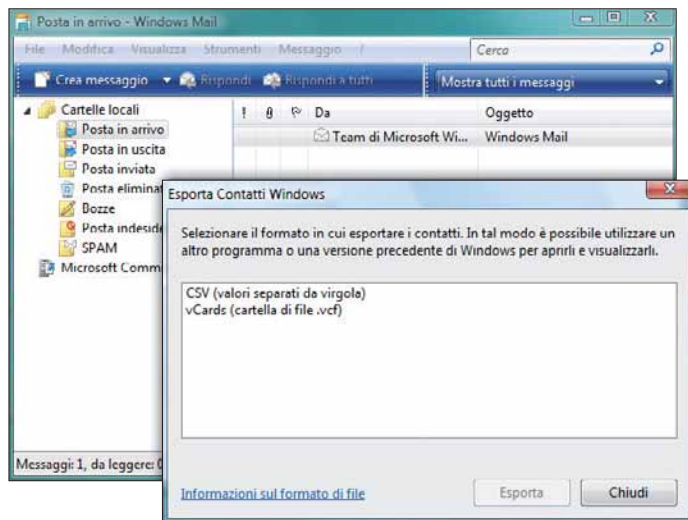 Posta in arrivo - Windows Mail
File Modifica Visualizza Strumenti Messaggio ?
Cerca
Crea messaggio Rispondi Rispondi a tutti
Mostra tutti i messaggi
Cartelle locali
Posta in arrivo
Posta in uscita
Posta inviata
Posta eliminat
Bozze
Posta indeside
SPAM
Microsoft Comm
! Da Oggetto
Team di Microsoft Wi... Windows Mail
Messaggi: 1, da leggere: 0
Esporta Contatti Windows
Selezionare il formato in cui esportare i contatti. In tal modo è possibile utilizzare un
altro programma o una versione precedente di Windows per aprirli e visualizzarli.
CSV (valori separati da virgola)
vCards (cartella di file .vcf)
Informazioni sul formato di file
Esporta
Chiudi